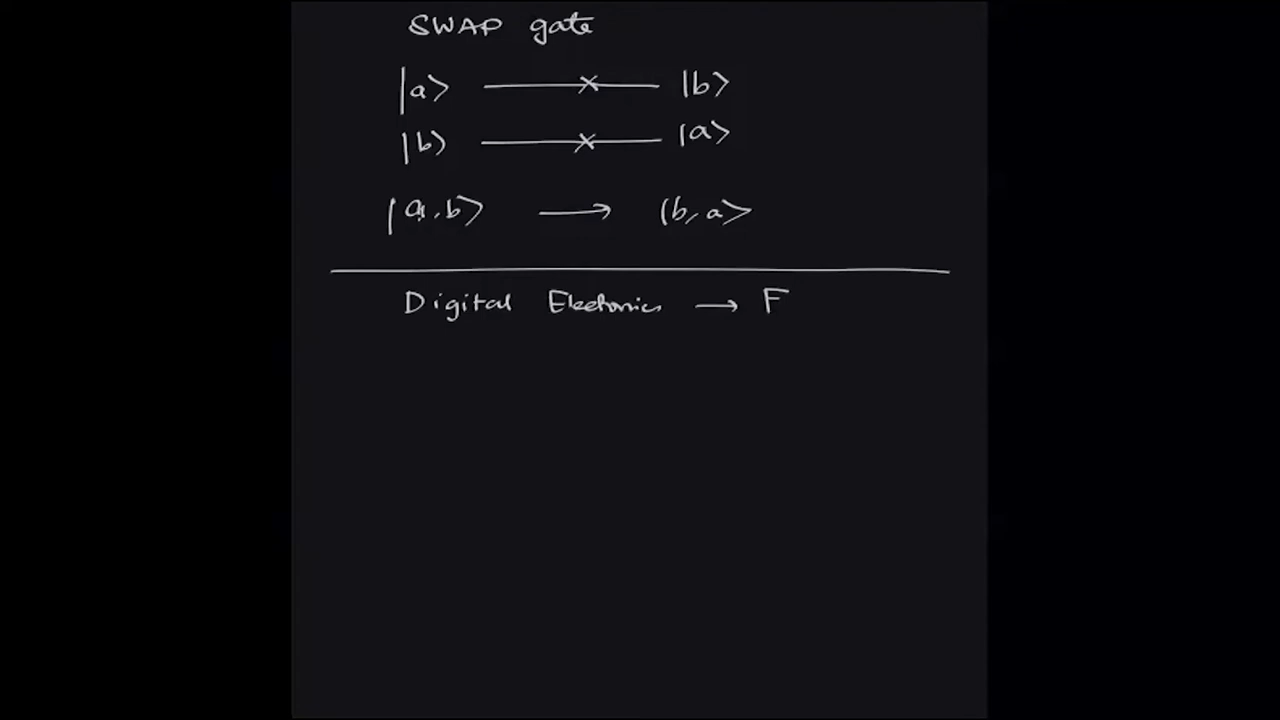 SWAP gate
|a⟩ ——×—— |b⟩
|b⟩ ——×—— |a⟩
|a,b⟩ → |b,a⟩
Digital Electronics → F